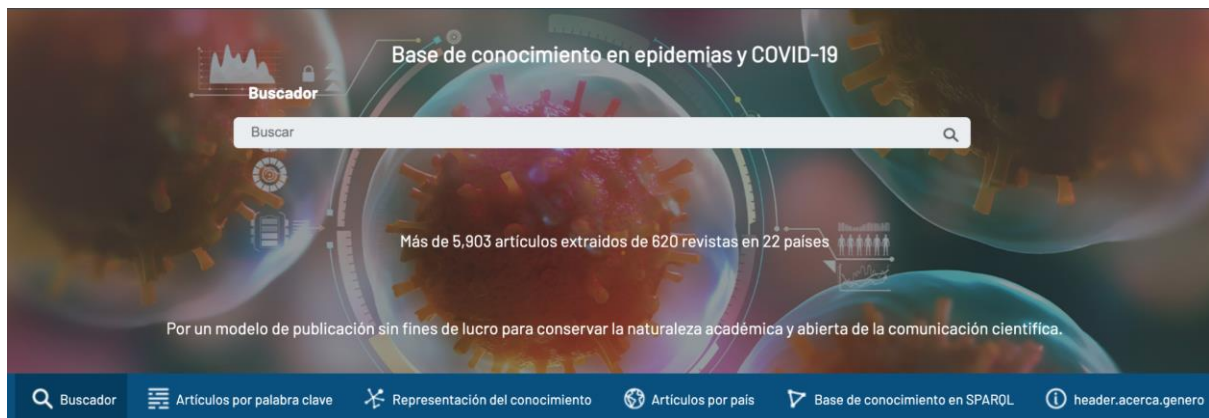 Base de conocimiento en epidemias y COVID-19
Buscador
Buscar
Más de 5,903 artículos extraidos de 620 revistas en 22 países
Por un modelo de publicación sin fines de lucro para conservar la naturaleza académica y abierta de la comunicación científica.
Buscador
Artículos por palabra clave
Representación del conocimiento
Artículos por país
Base de conocimiento en SPARQL
header.acerca.genero